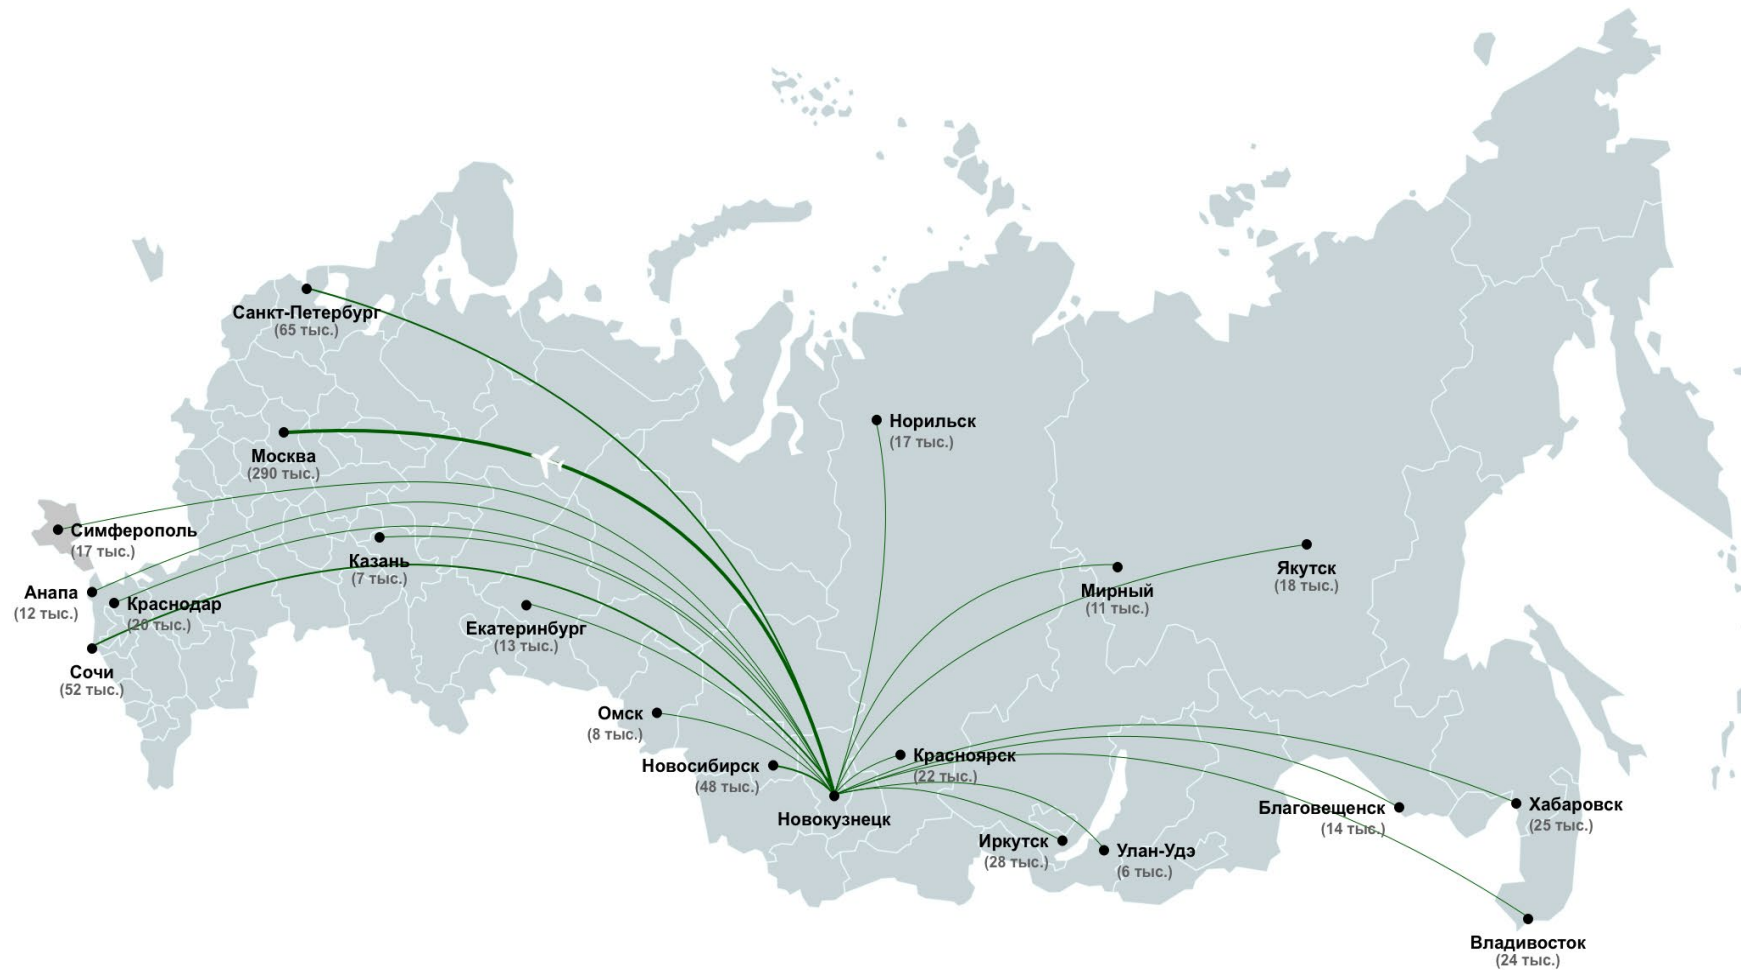 Санкт-Петербург
(65 тыс.)
Норильск
(17 тыс.)
Москва
(290 тыс.)
Симферополь
(17 тыс.)
Казань
(7 тыс.)
Якутск
(18 тыс.)
Мирный
(11 тыс.)
Анапа
(12 тыс.)
Краснодар
(20 тыс.)
Екатеринбург
(13 тыс.)
Сочи
(52 тыс.)
Омск
(8 тыс.)
Красноярск
(22 тыс.)
Новосибирск
(48 тыс.)
Новокузнецк
Благовещенск
(14 тыс.)
Хабаровск
(25 тыс.)
Иркутск
(28 тыс.)
Улан-Удэ
(6 тыс.)
Владивосток
(24 тыс.)